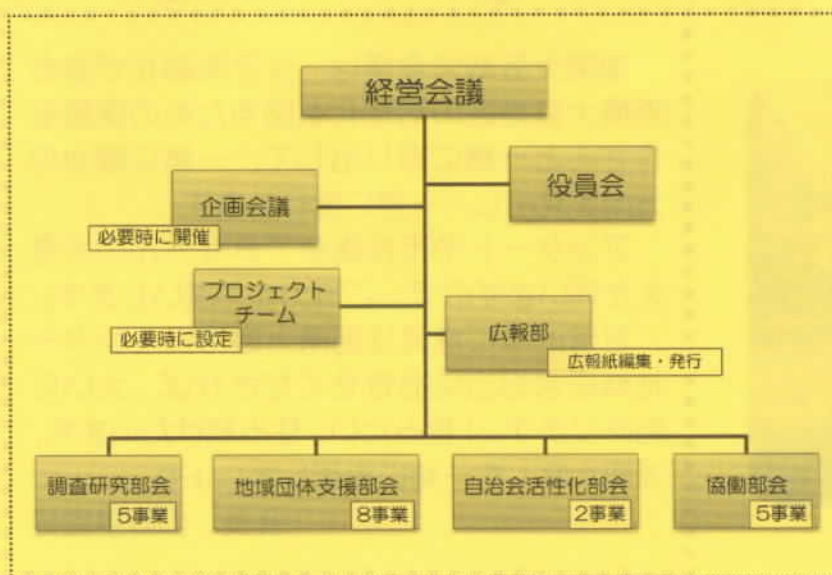 経営会議
役員会
企画会議
必要時に開催
プロジェクト
チーム
必要時に設定
広報部
広報紙編集・発行
調査研究部会
5事業
地域団体支援部会
8事業
自治会活性化部会
2事業
協働部会
5事業